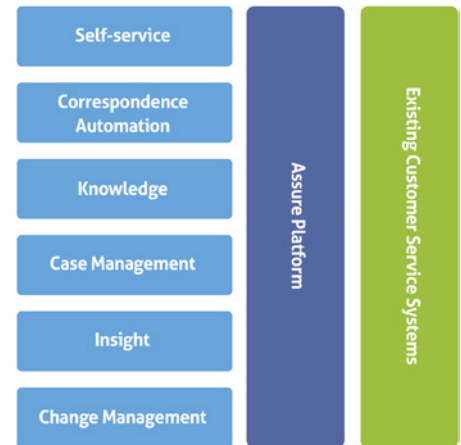 Self-service
Correspondence
Automation
Knowledge
Case Management
Insight
Change Management
Assure Platform
Existing Customer Service Systems